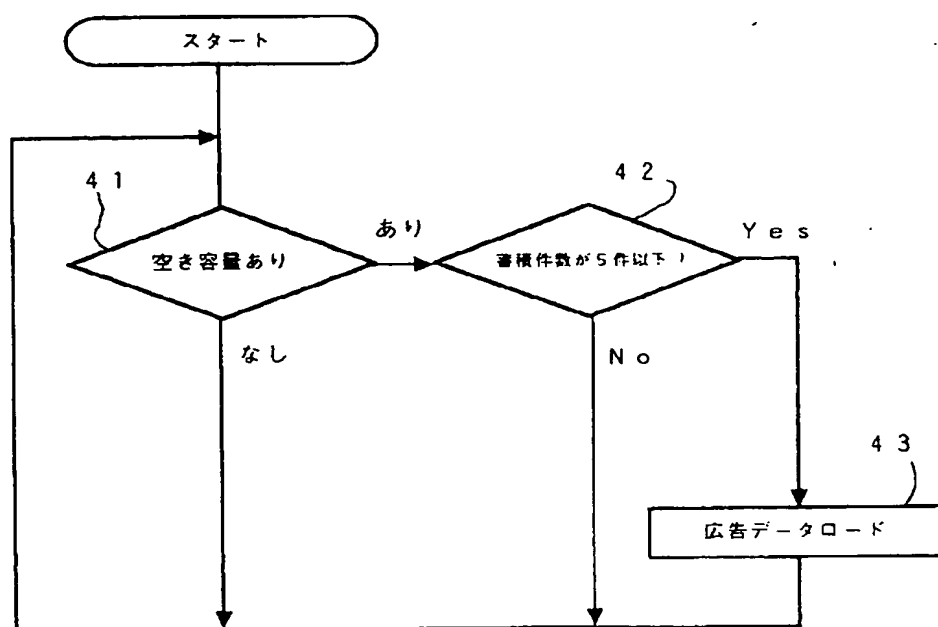 スタート
41
空き容量あり
あり
42
蓄積件数が5件以下
Yes
なし
No
43
広告データロード